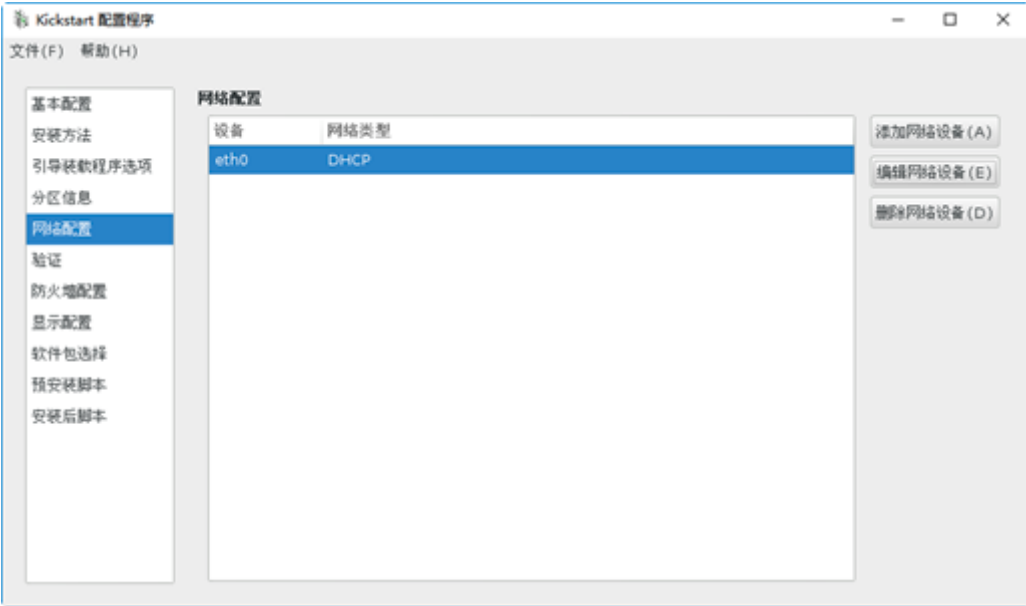 Kickstart 配置程序
文件(F) 帮助(H)
基本配置
安装方法
引导装载程序选项
分区信息
网络配置
验证
防火墙配置
显示配置
软件包选择
预安装脚本
安装后脚本
网络配置
设备 网络类型
eth0 DHCP
添加网络设备(A)
编辑网络设备(E)
删除网络设备(D)